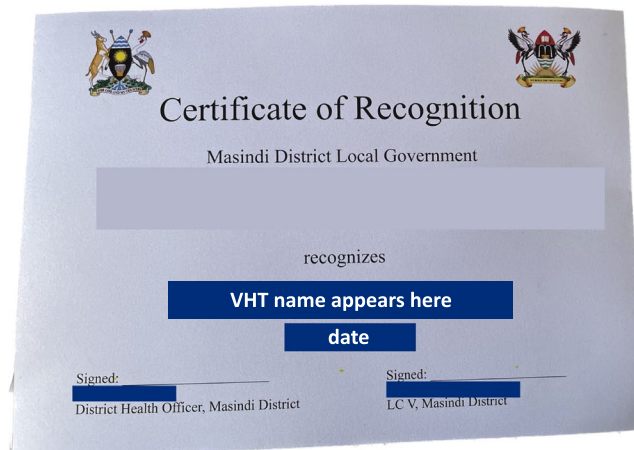 Certificate of Recognition
Masindi District Local Government
recognizes
VHT name appears here
date
Signed:
District Health Officer, Masindi District
Signed:
LC V, Masindi District